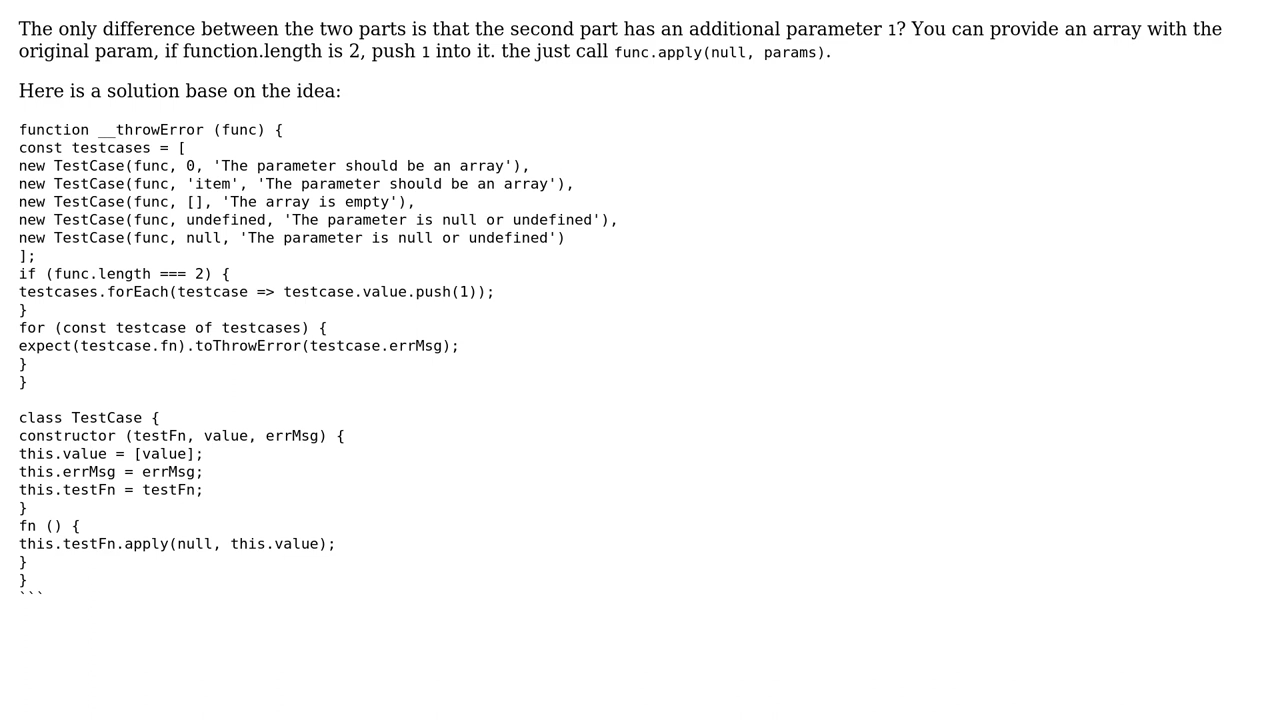 The only difference between the two parts is that the second part has an additional parameter 1? You can provide an array with the
original param, if function.length is 2, push 1 into it. the just call func.apply(null, params).
Here is a solution base on the idea:
function __throwError (func) {
const testcases = [
new TestCase(func, 0, 'The parameter should be an array'),
new TestCase(func, 'item', 'The parameter should be an array'),
new TestCase(func, [], 'The array is empty'),
new TestCase(func, undefined, 'The parameter is null or undefined'),
new TestCase(func, null, 'The parameter is null or undefined')
];
if (func.length === 2) {
testcases.forEach(testcase => testcase.value.push(1));
}
for (const testcase of testcases) {
expect(testcase.fn).toThrowError(testcase.errMsg);
}
}
class TestCase {
constructor (testFn, value, errMsg) {
this.value = [value];
this.errMsg = errMsg;
this.testFn = testFn;
}
fn () {
this.testFn.apply(null, this.value);
}
}
```